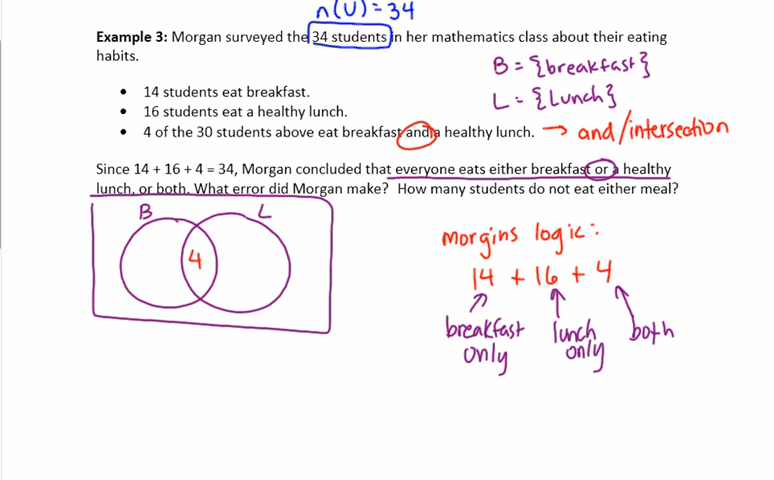 n(U) = 34
Example 3: Morgan surveyed the 34 students in her mathematics class about their eating
habits.
B = {breakfast}
L = {Lunch}
• 14 students eat breakfast.
• 16 students eat a healthy lunch.
• 4 of the 30 students above eat breakfast and a healthy lunch. → and/intersection
Since 14 + 16 + 4 = 34, Morgan concluded that everyone eats either breakfast or a healthy
lunch, or both. What error did Morgan make? How many students do not eat either meal?
B L
4
morgins logic:
14 + 16 + 4
breakfast only
lunch only
both